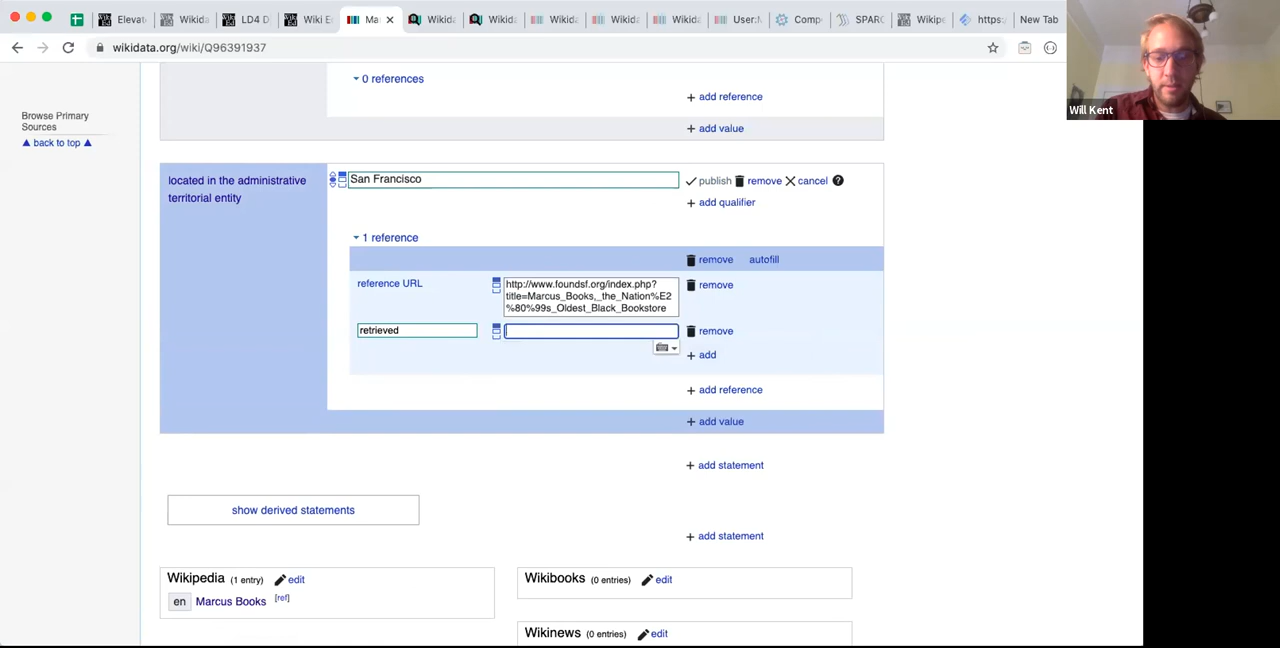 Elevat
Wikida
LD4 D
Wiki E
Ma
Wikida
Wikida
Wikida
Wikida
Wikida
User:N
Comp
SPARC
Wikipe
https:/
New Tab
wikidata.org/wiki/Q96391937
Will Kent
Browse Primary
Sources
▲ back to top ▲
0 references
+ add reference
+ add value
located in the administrative
territorial entity
San Francisco
publish remove cancel
+ add qualifier
1 reference
remove autofill
reference URL
http://www.foundsf.org/index.php?
title=Marcus_Books,_the_Nation%E2
%80%99s_Oldest_Black_Bookstore
remove
retrieved
remove
+ add
+ add reference
+ add value
+ add statement
show derived statements
+ add statement
Wikipedia (1 entry) edit
en Marcus Books [ref]
Wikibooks (0 entries) edit
Wikinews (0 entries) edit